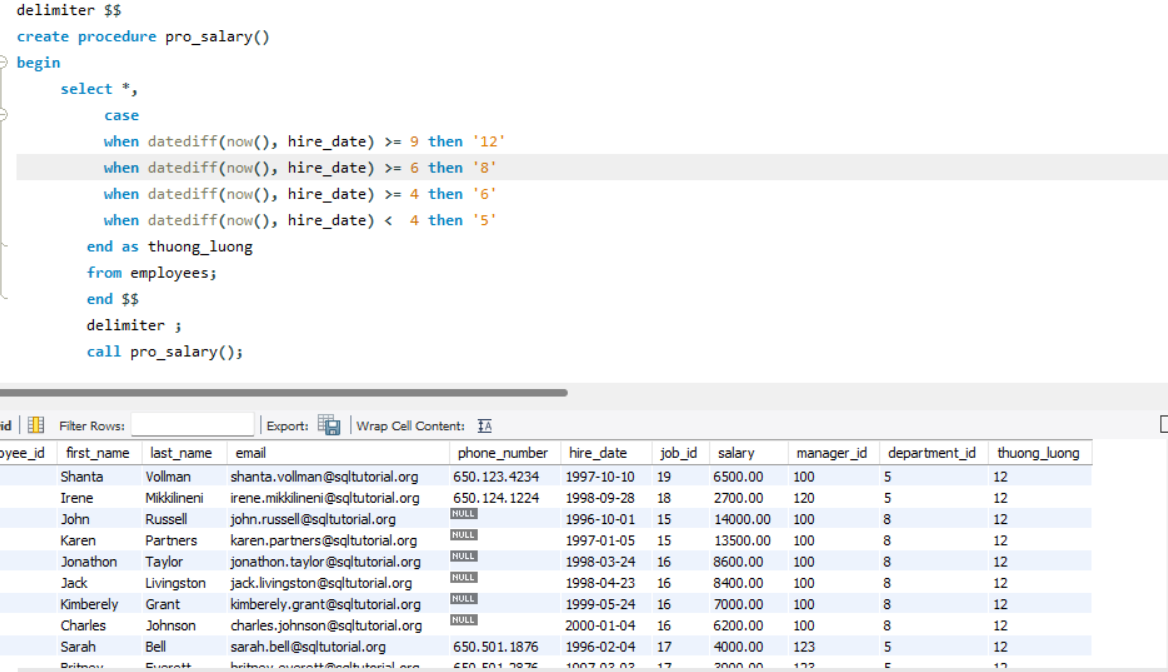 delimiter $$
create procedure pro_salary()
begin
select *,
case
when datediff(now(), hire_date) >= 9 then '12'
when datediff(now(), hire_date) >= 6 then '8'
when datediff(now(), hire_date) >= 4 then '6'
when datediff(now(), hire_date) < 4 then '5'
end as thuong_luong
from employees;
end $$
delimiter ;
call pro_salary();
id Filter Rows: Export: Wrap Cell Content: IA
oyee_id first_name last_name email phone_number hire_date job_id salary manager_id department_id thuong_luong
Shanta Vollman shanta.vollman@sqltutorial.org 650.123.4234 1997-10-10 19 6500.00 100 5 12
Irene Mikkilineni irene.mikkilineni@sqltutorial.org 650.124.1224 1998-09-28 18 2700.00 120 5 12
John Russell john.russell@sqltutorial.org NULL 1996-10-01 15 14000.00 100 8 12
Karen Partners karen.partners@sqltutorial.org NULL 1997-01-05 15 13500.00 100 8 12
Jonathon Taylor jonathon.taylor@sqltutorial.org NULL 1998-03-24 16 8600.00 100 8 12
Jack Livingston jack.livingston@sqltutorial.org NULL 1998-04-23 16 8400.00 100 8 12
Kimberely Grant kimberely.grant@sqltutorial.org NULL 1999-05-24 16 7000.00 100 8 12
Charles Johnson charles.johnson@sqltutorial.org NULL 2000-01-04 16 6200.00 100 8 12
Sarah Bell sarah.bell@sqltutorial.org 650.501.1876 1996-02-04 17 4000.00 123 5 12
Britney Everett britney.everett@sqltutorial.org 650.501.2876 1997-03-03 17 3900.00 123 5 12